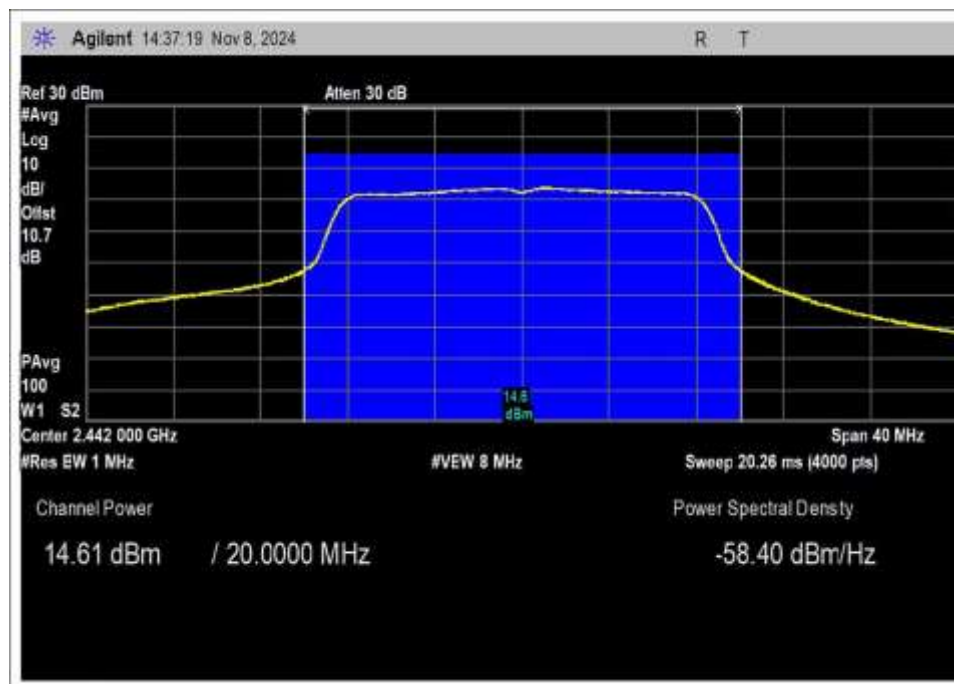 Agilent 14:37:19 Nov 8, 2024 R T
Ref 30 dBm Atten 30 dB
#Avg
Log
10
dB/
Offst
10.7
dB
PAvg
100
W1 S2
14.6
dBm
Center 2.442 000 GHz Span 40 MHz
#Res BW 1 MHz #VBW 8 MHz Sweep 20.26 ms (4000 pts)
Channel Power Power Spectral Density
14.61 dBm / 20.0000 MHz -58.40 dBm/Hz